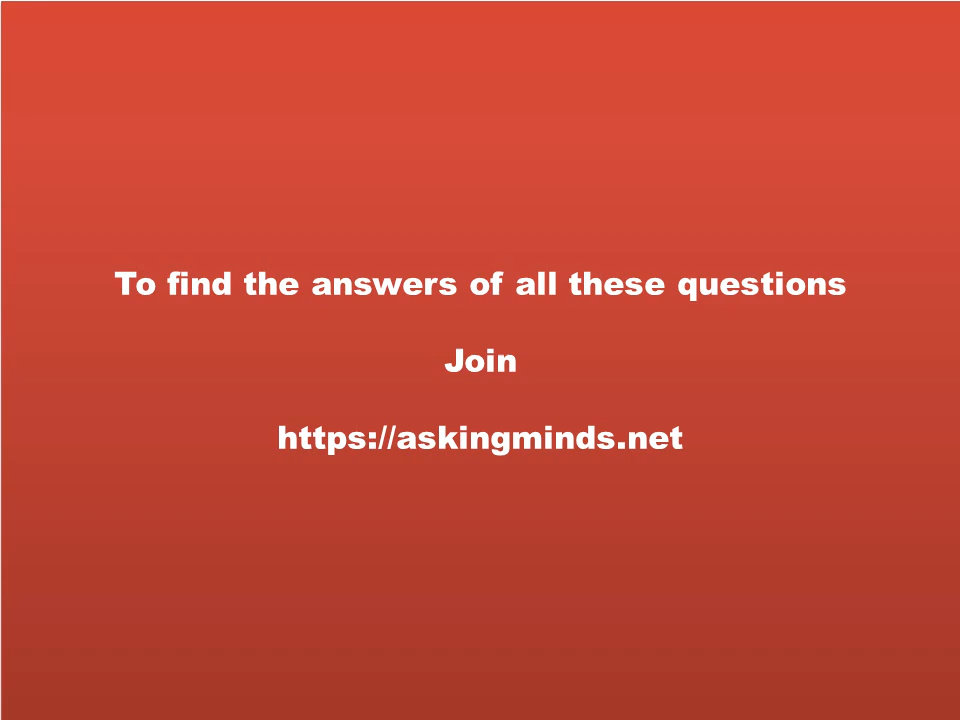 To find the answers of all these questions
Join
https://askingminds.net